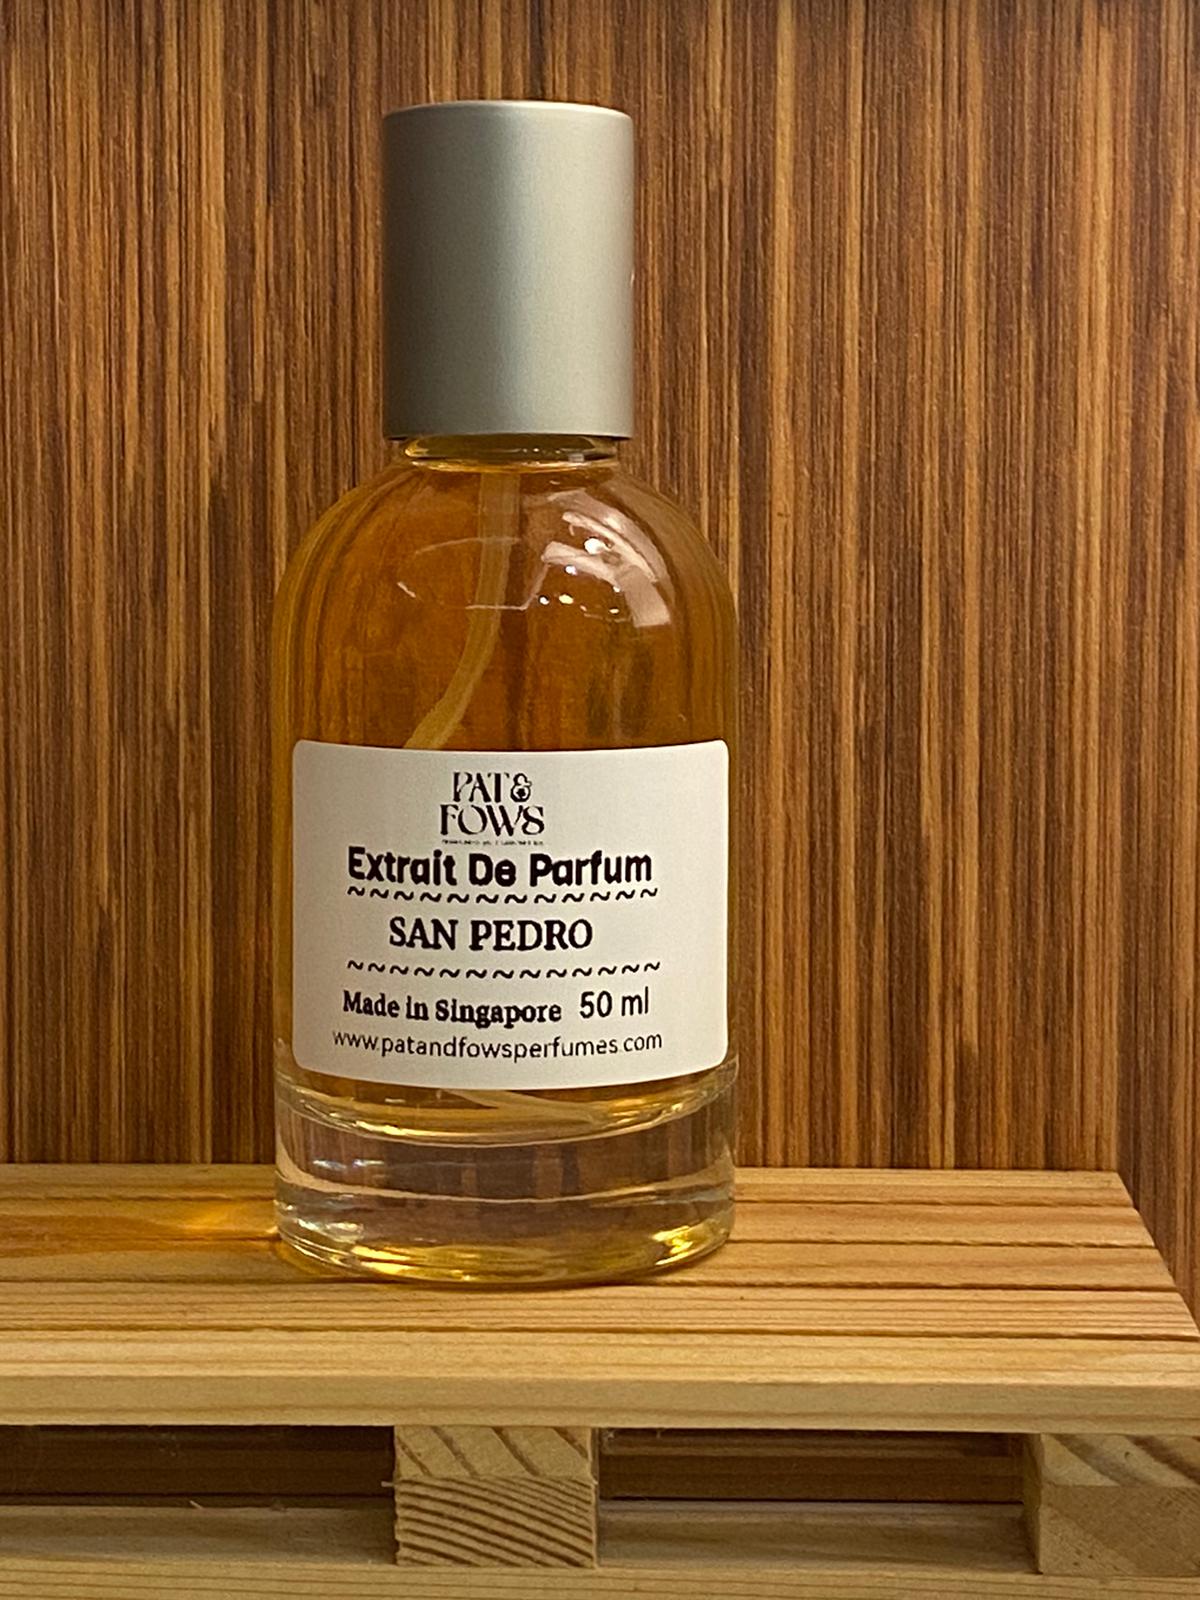 PAT&
FOWS
Extrait De Parfum
~~~~~~~~~~~~~
SAN PEDRO
~~~~~~~~~~~~~
Made in Singapore 50 ml
www.patandfowsperfumes.com